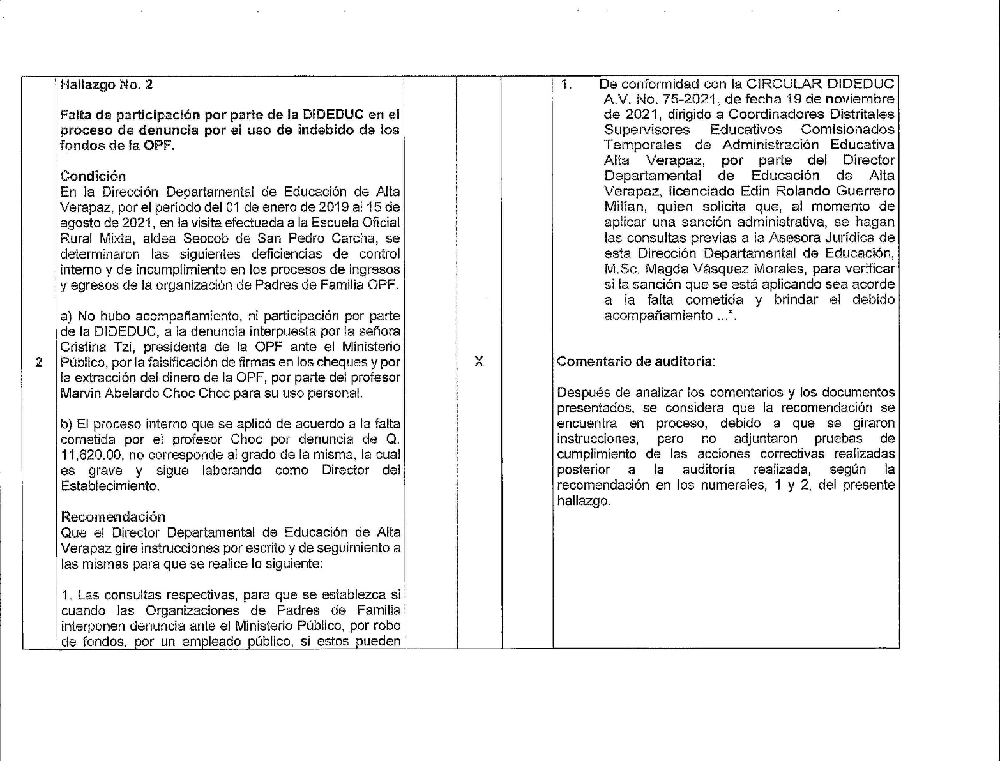 Hallazgo No. 2
Falta de participación por parte de la DIDEDUC en el
proceso de denuncia por el uso de indebido de los
fondos de la OPF.
Condición
En la Dirección Departamental de Educación de Alta
Verapaz, por el período del 01 de enero de 2019 al 15 de
agosto de 2021, en la visita efectuada a la Escuela Oficial
Rural Mixta, aldea Seocob de San Pedro Carcha, se
determinaron las siguientes deficiencias de control
interno y de incumplimiento en los procesos de ingresos
y egresos de la organización de Padres de Familia OPF.
a) No hubo acompañamiento, ni participación por parte
de la DIDEDUC, a la denuncia interpuesta por la señora
Cristina Tzi, presidenta de la OPF ante el Ministerio
2 Público, por la falsificación de firmas en los cheques y por
la extracción del dinero de la OPF, por parte del profesor
Marvin Abelardo Choc Choc para su uso personal.
b) El proceso interno que se aplicó de acuerdo a la falta
cometida por el profesor Choc por denuncia de Q.
11,620.00, no corresponde al grado de la misma, la cual
es grave y sigue laborando como Director del
Establecimiento.
Recomendación
Que el Director Departamental de Educación de Alta
Verapaz gire instrucciones por escrito y de seguimiento a
las mismas para que se realice lo siguiente:
1. Las consultas respectivas, para que se establezca si
cuando las Organizaciones de Padres de Familia
interponen denuncia ante el Ministerio Público, por robo
de fondos, por un empleado público, si estos pueden
X
1. De conformidad con la CIRCULAR DIDEDUC
A.V. No. 75-2021, de fecha 19 de noviembre
de 2021, dirigido a Coordinadores Distritales
Supervisores Educativos Comisionados
Temporales de Administración Educativa
Alta Verapaz, por parte del Director
Departamental de Educación de Alta
Verapaz, licenciado Edin Rolando Guerrero
Milían, quien solicita que, al momento de
aplicar una sanción administrativa, se hagan
las consultas previas a la Asesora Jurídica de
esta Dirección Departamental de Educación,
M.Sc. Magda Vásquez Morales, para verificar
si la sanción que se está aplicando sea acorde
a la falta cometida y brindar el debido
acompañamiento ...".
Comentario de auditoría:
Después de analizar los comentarios y los documentos
presentados, se considera que la recomendación se
encuentra en proceso, debido a que se giraron
instrucciones, pero no adjuntaron pruebas de
cumplimiento de las acciones correctivas realizadas
posterior a la auditoría realizada, según la
recomendación en los numerales, 1 y 2, del presente
hallazgo.